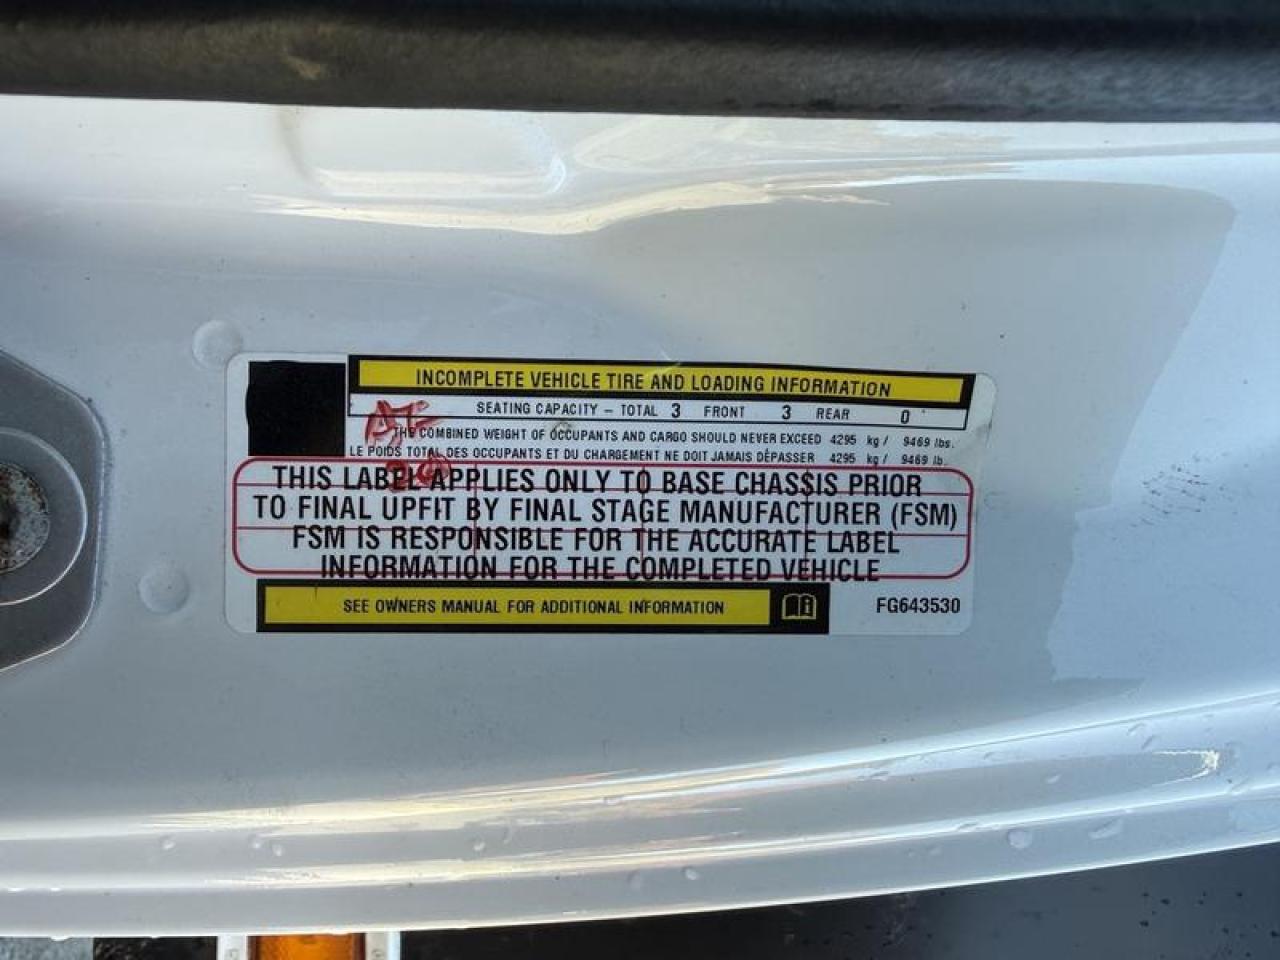 INCOMPLETE VEHICLE TIRE AND LOADING INFORMATION
SEATING CAPACITY – TOTAL 3 FRONT 3 REAR 0
THE COMBINED WEIGHT OF OCCUPANTS AND CARGO SHOULD NEVER EXCEED 4295 kg / 9469 lbs.
LE POIDS TOTAL DES OCCUPANTS ET DU CHARGEMENT NE DOIT JAMAIS DÉPASSER 4295 kg / 9469 lb.
THIS LABEL APPLIES ONLY TO BASE CHASSIS PRIOR
TO FINAL UPFIT BY FINAL STAGE MANUFACTURER (FSM)
FSM IS RESPONSIBLE FOR THE ACCURATE LABEL
INFORMATION FOR THE COMPLETED VEHICLE
SEE OWNERS MANUAL FOR ADDITIONAL INFORMATION
FG643530